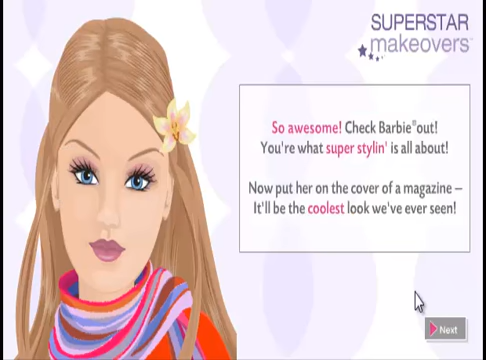 SUPERSTAR
makeovers™
So awesome! Check Barbie® out!
You're what super stylin' is all about!
Now put her on the cover of a magazine –
It'll be the coolest look we've ever seen!
Next